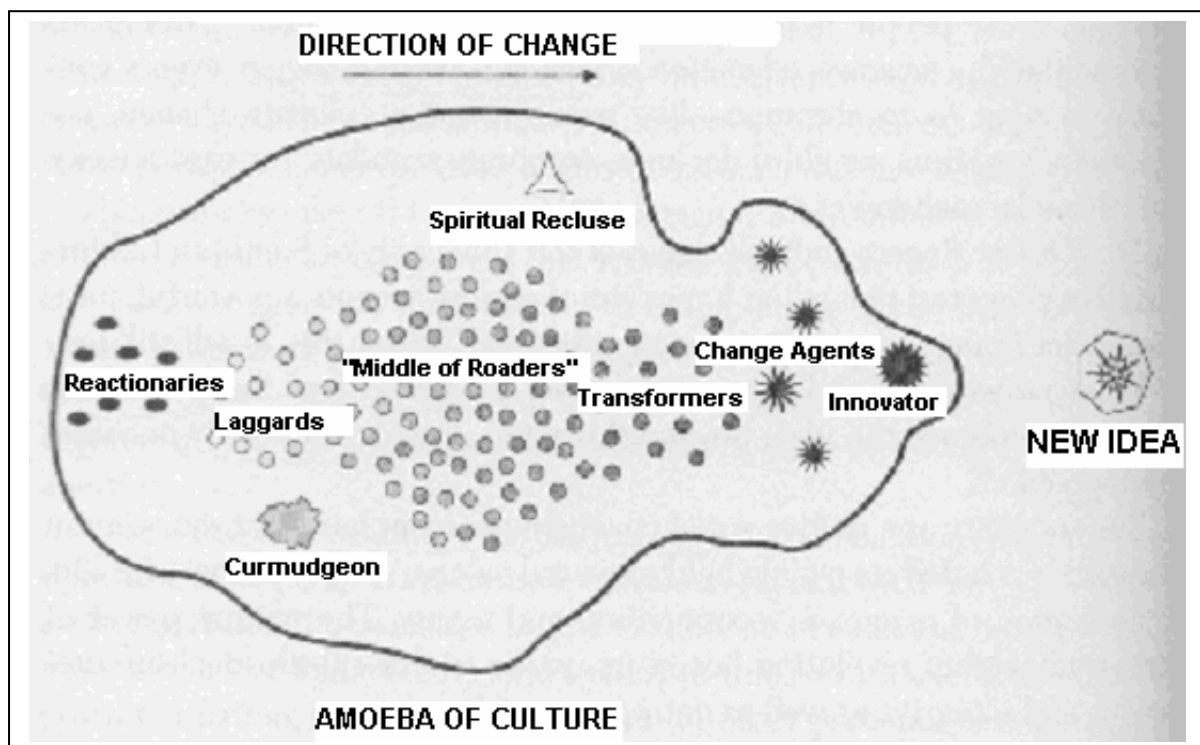 DIRECTION OF CHANGE
Spiritual Recluse
Change Agents
"Middle of Roaders"
Reactionaries
Transformers
Innovator
Laggards
NEW IDEA
Curmudgeon
AMOEBA OF CULTURE